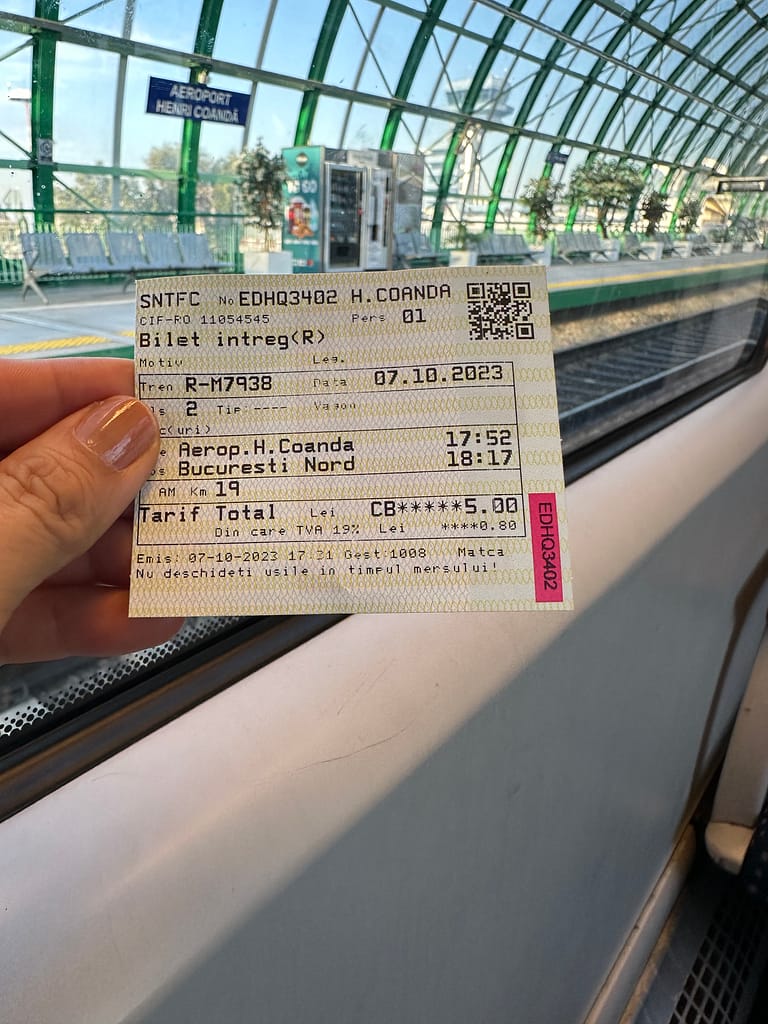 AEROPORT
HENRI COANDĂ
SNTFC No EDHQ3402 H.COANDA
CIF-RO 11054545 Pers 01
Bilet intreg(R)
Motiv Leg.
Tren R-M7938 Data 07.10.2023
2 Tip:---- Vagon
c(uri)
Aerop.H.Coanda 17:52
Bucuresti Nord 18:17
AM Km 19
Tarif Total Lei CB*****5.00
Din care TVA 19% Lei ****0.80
Emis: 07-10-2023 17.31 Gest:1008 Matca
Nu deschideti usile in timpul mersului!
EDHQ3402